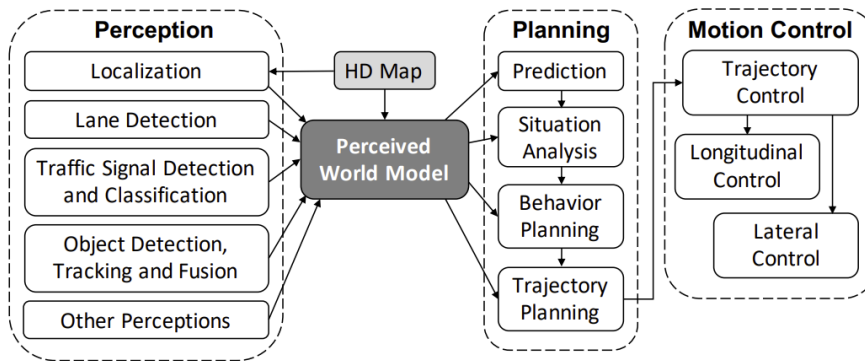 Perception
Localization
Lane Detection
Traffic Signal Detection
and Classification
Object Detection,
Tracking and Fusion
Other Perceptions
HD Map
Perceived
World Model
Planning
Prediction
Situation
Analysis
Behavior
Planning
Trajectory
Planning
Motion Control
Trajectory
Control
Longitudinal
Control
Lateral
Control